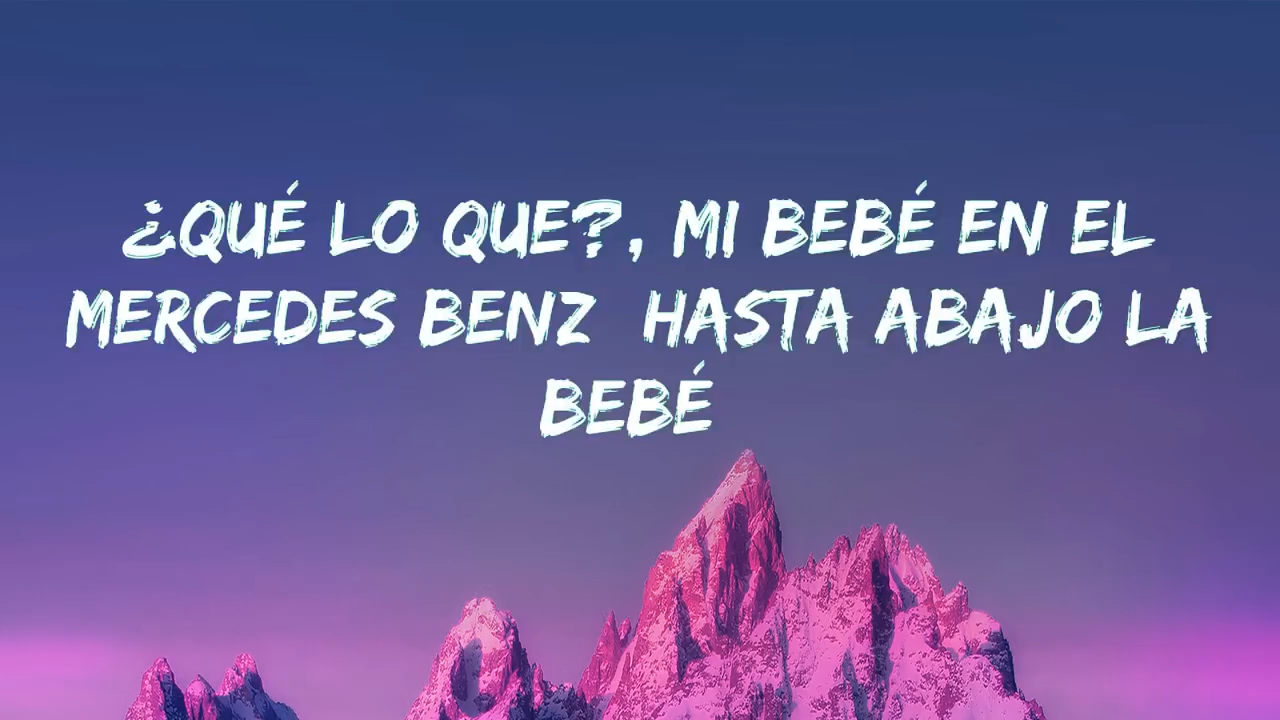 ¿QUÉ LO QUE?, MI BEBÉ EN EL
MERCEDES BENZ  HASTA ABAJO LA
BEBÉ